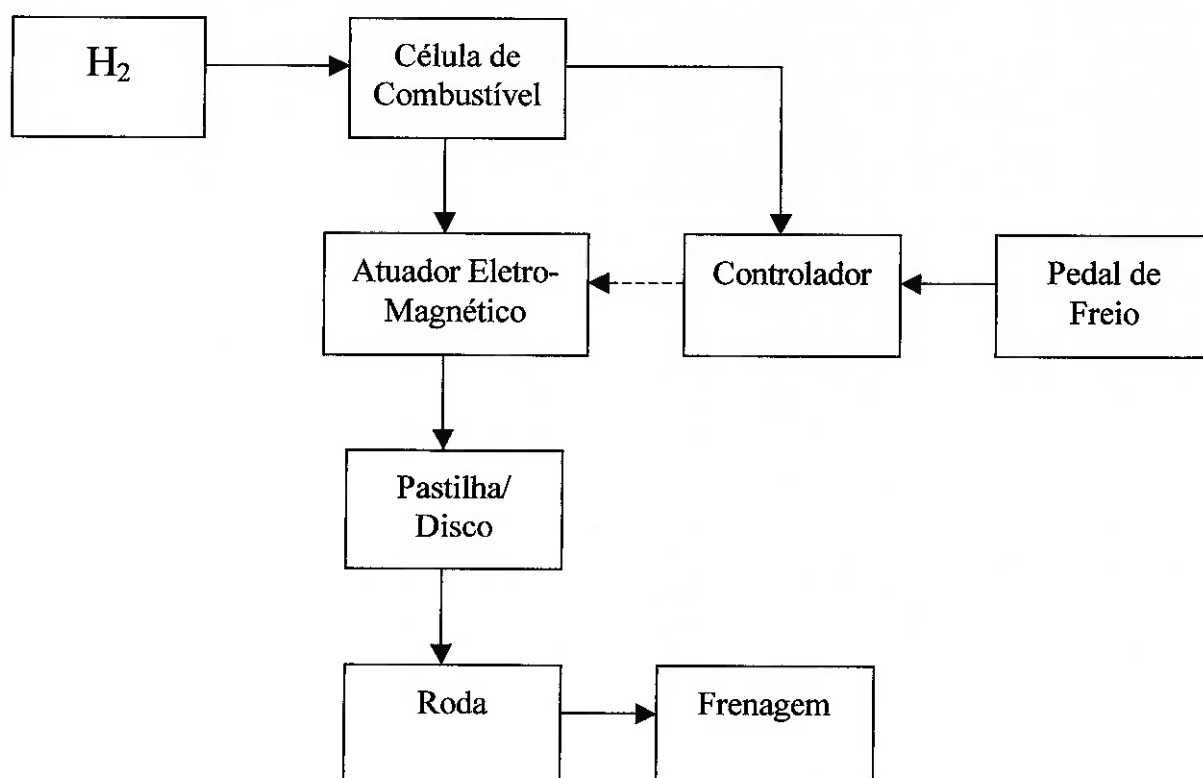 H₂
Célula de
Combustível
Atuador Eletro-
Magnético
Controlador
Pedal de
Freio
Pastilha/
Disco
Roda
Frenagem